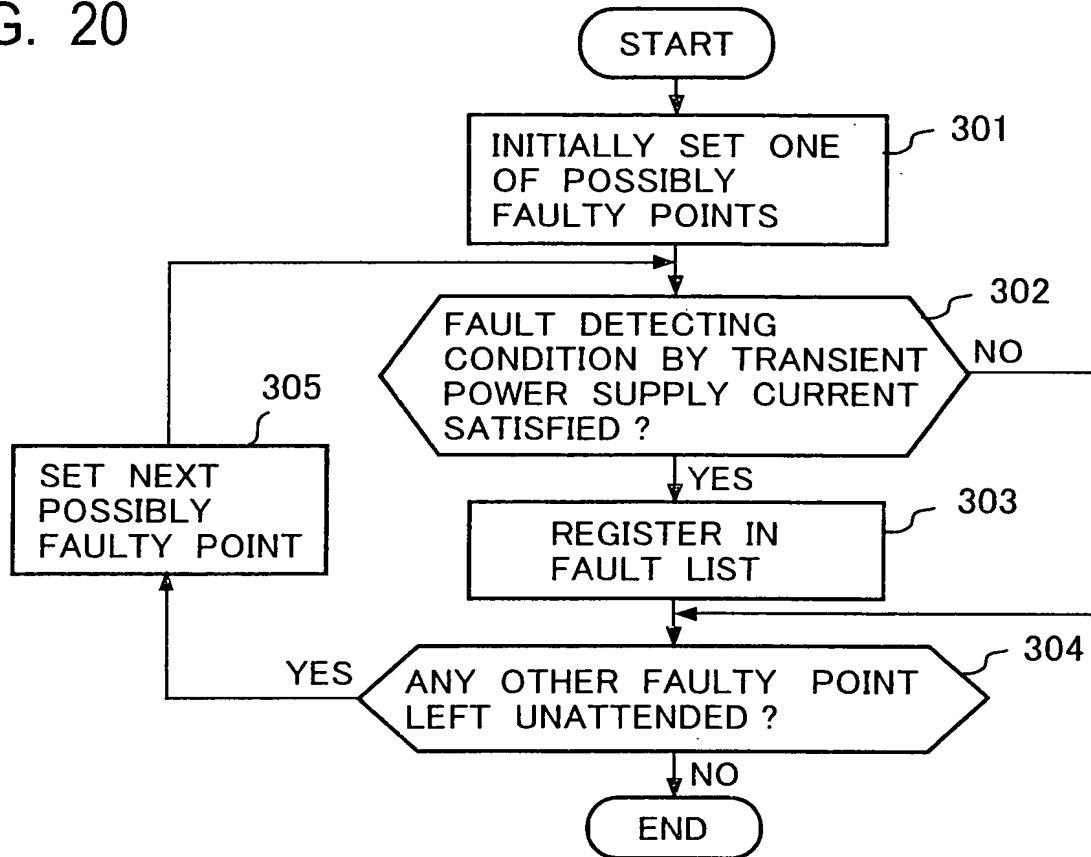 G. 20
START
INITIALLY SET ONE
OF POSSIBLY
FAULTY POINTS
301
FAULT DETECTING
CONDITION BY TRANSIENT
POWER SUPPLY CURRENT
SATISFIED ?
302
NO
YES
305
SET NEXT
POSSIBLY
FAULTY POINT
REGISTER IN
FAULT LIST
303
ANY OTHER FAULTY POINT
LEFT UNATTENDED ?
304
YES
NO
END